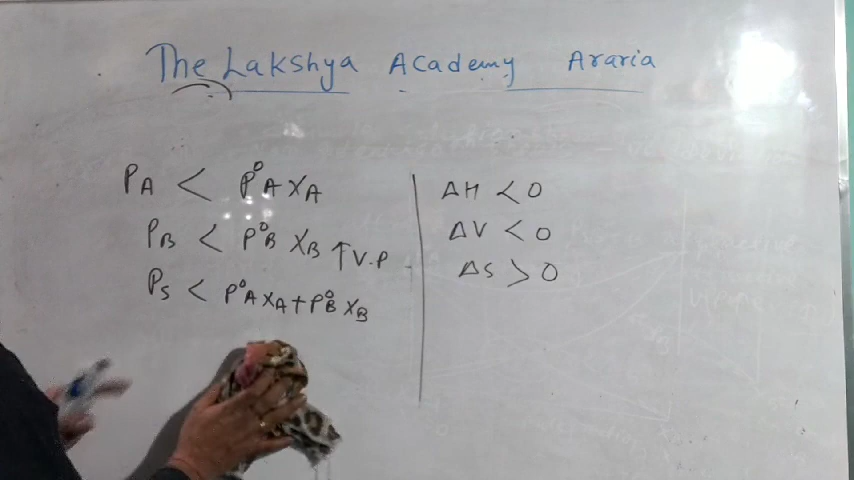 The Lakshya Academy Araria
PA < P°A XA
PB < P°B XB ↑V.P
PS < P°A XA + P°B XB
ΔH < 0
ΔV < 0
ΔS > 0